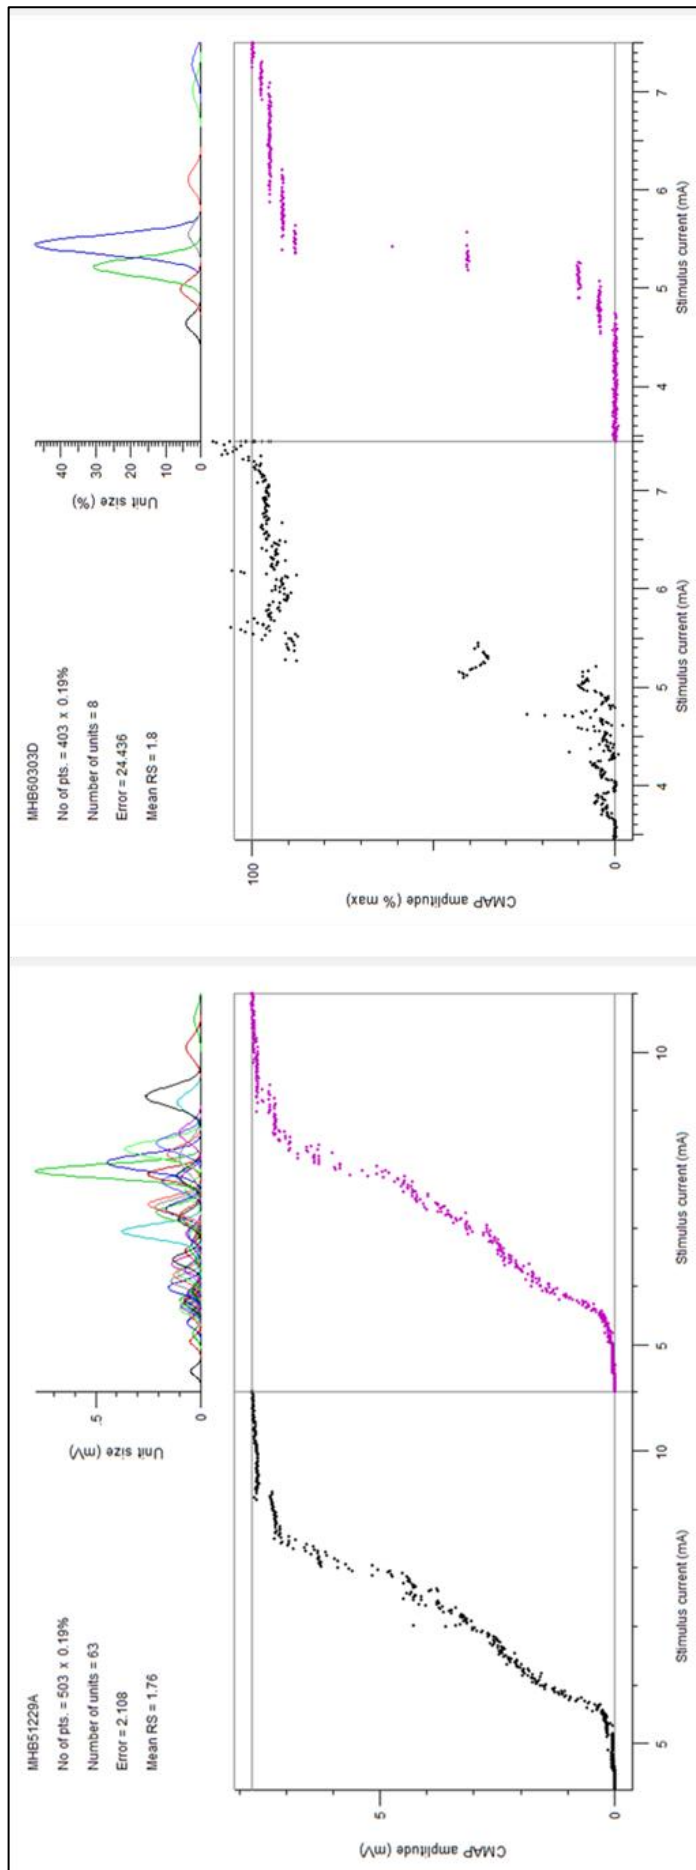 MHB51229A
No of pts. = 503 x 0.19%
Number of units = 63
Error = 2.108
Mean RS = 1.76
Unit size (mV)
.5
0
CMAP amplitude (mV)
5
0
5
10
Stimulus current (mA)
5
10
Stimulus current (mA)
MHB60303D
No of pts. = 403 x 0.19%
Number of units = 8
Error = 24.436
Mean RS = 1.8
Unit size (%)
40
30
20
10
0
CMAP amplitude (% max)
100
0
4
5
6
7
Stimulus current (mA)
4
5
6
7
Stimulus current (mA)